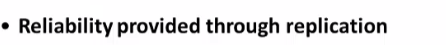 • Reliability provided through replication